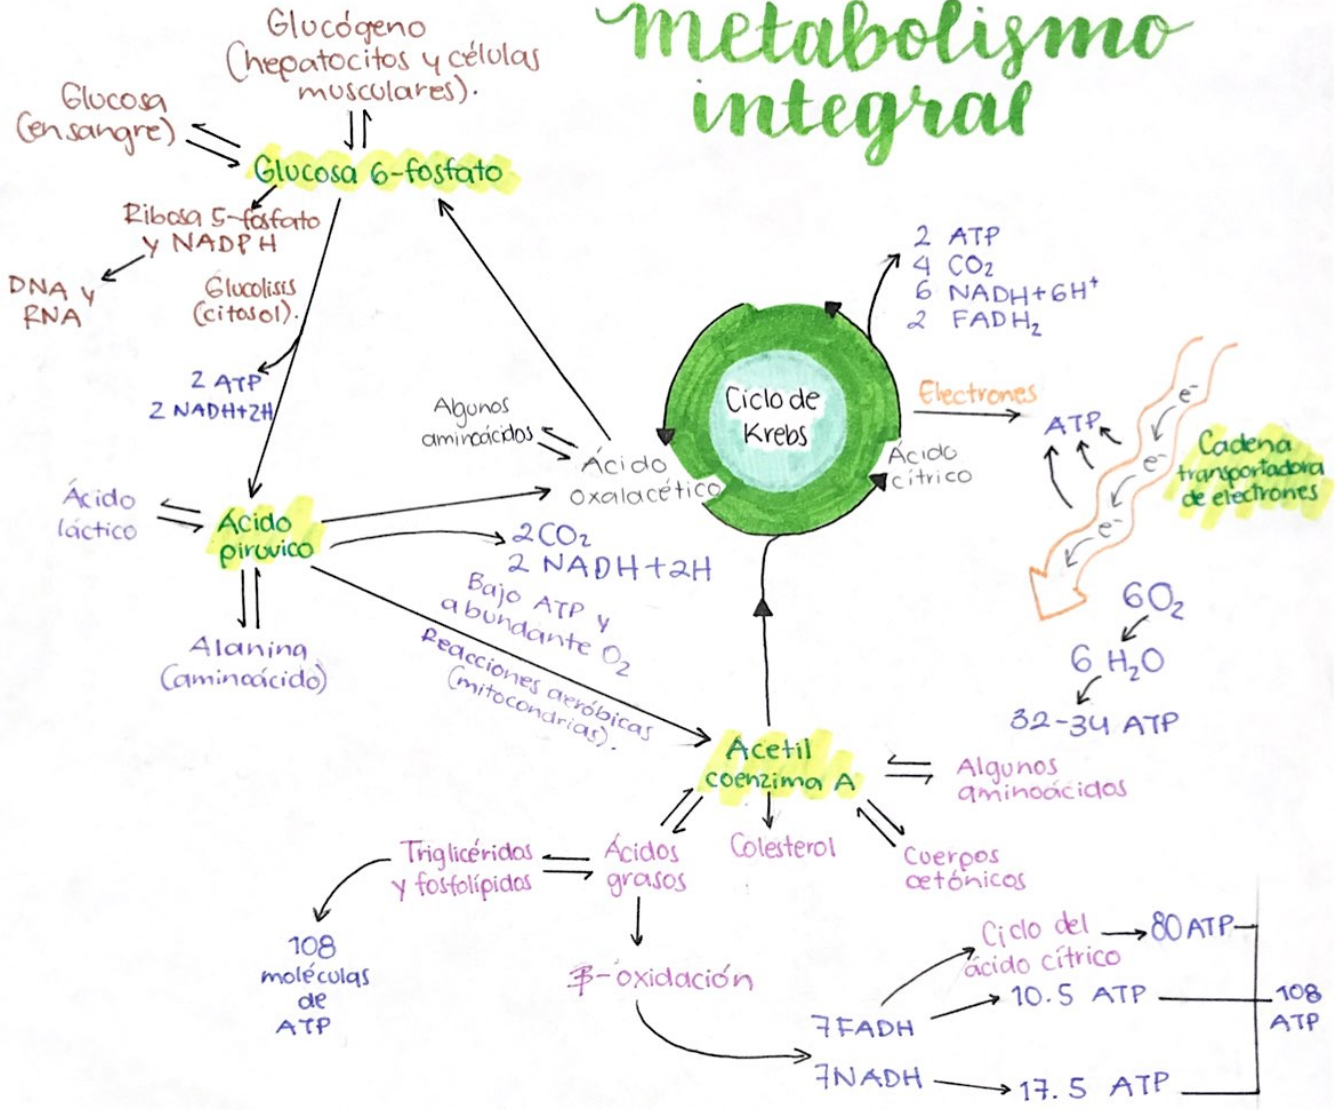 metabolismo
integral
Glucógeno
(hepatocitos y células
musculares).
Glucosa
(en sangre)
Glucosa 6-fosfato
Ribosa 5-fosfato
y NADPH
DNA y
RNA
Glucolisis
(citosol).
2 ATP
2 NADH+2H
Ácido
láctico
Ácido
pirúvico
Alanina
(aminoácido)
Algunos
aminoácidos
Ácido
oxalacético
2CO₂
2 NADH+2H
Bajo ATP y
abundante O₂
Reacciones aeróbicas
(mitocondrias).
Ciclo de
Krebs
2 ATP
4 CO₂
6 NADH+6H⁺
2 FADH₂
Electrones
ATP
Ácido
cítrico
e⁻
e⁻
e⁻
Cadena
transportadora
de electrones
6O₂
6 H₂O
32-34 ATP
Acetil
coenzima A
Algunos
aminoácidos
Triglicéridos
y fosfolípidos
Ácidos
grasos
Colesterol
Cuerpos
cetónicos
108
moléculas
de
ATP
β-oxidación
7FADH
7NADH
Ciclo del
ácido cítrico
80 ATP
10.5 ATP
17.5 ATP
108
ATP